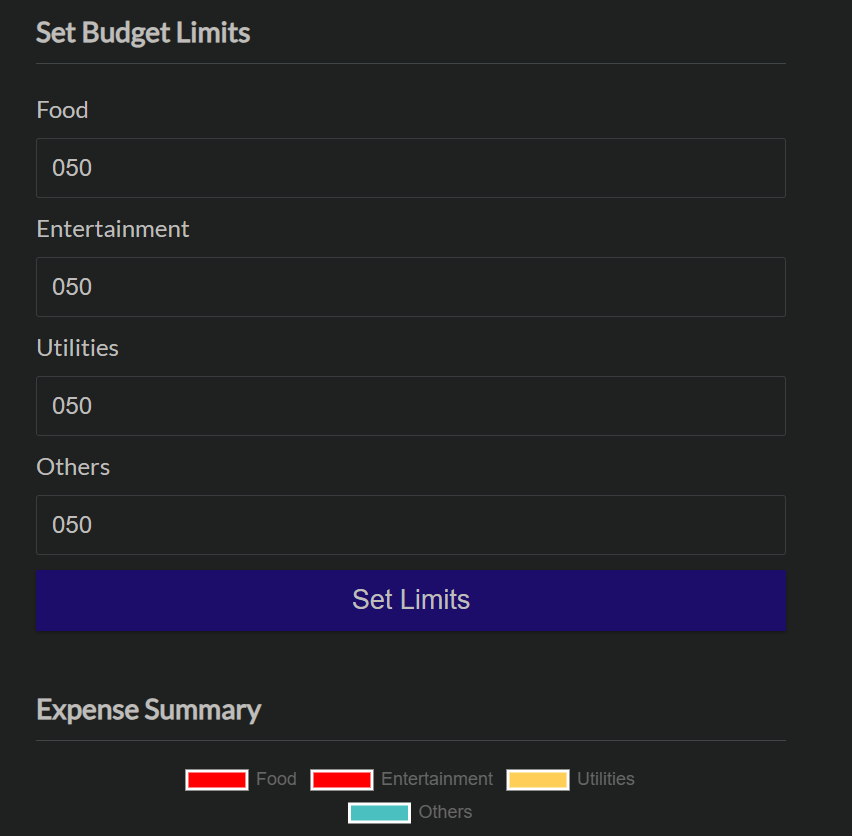 Set Budget Limits
Food
050
Entertainment
050
Utilities
050
Others
050
Set Limits
Expense Summary
Food Entertainment Utilities
Others